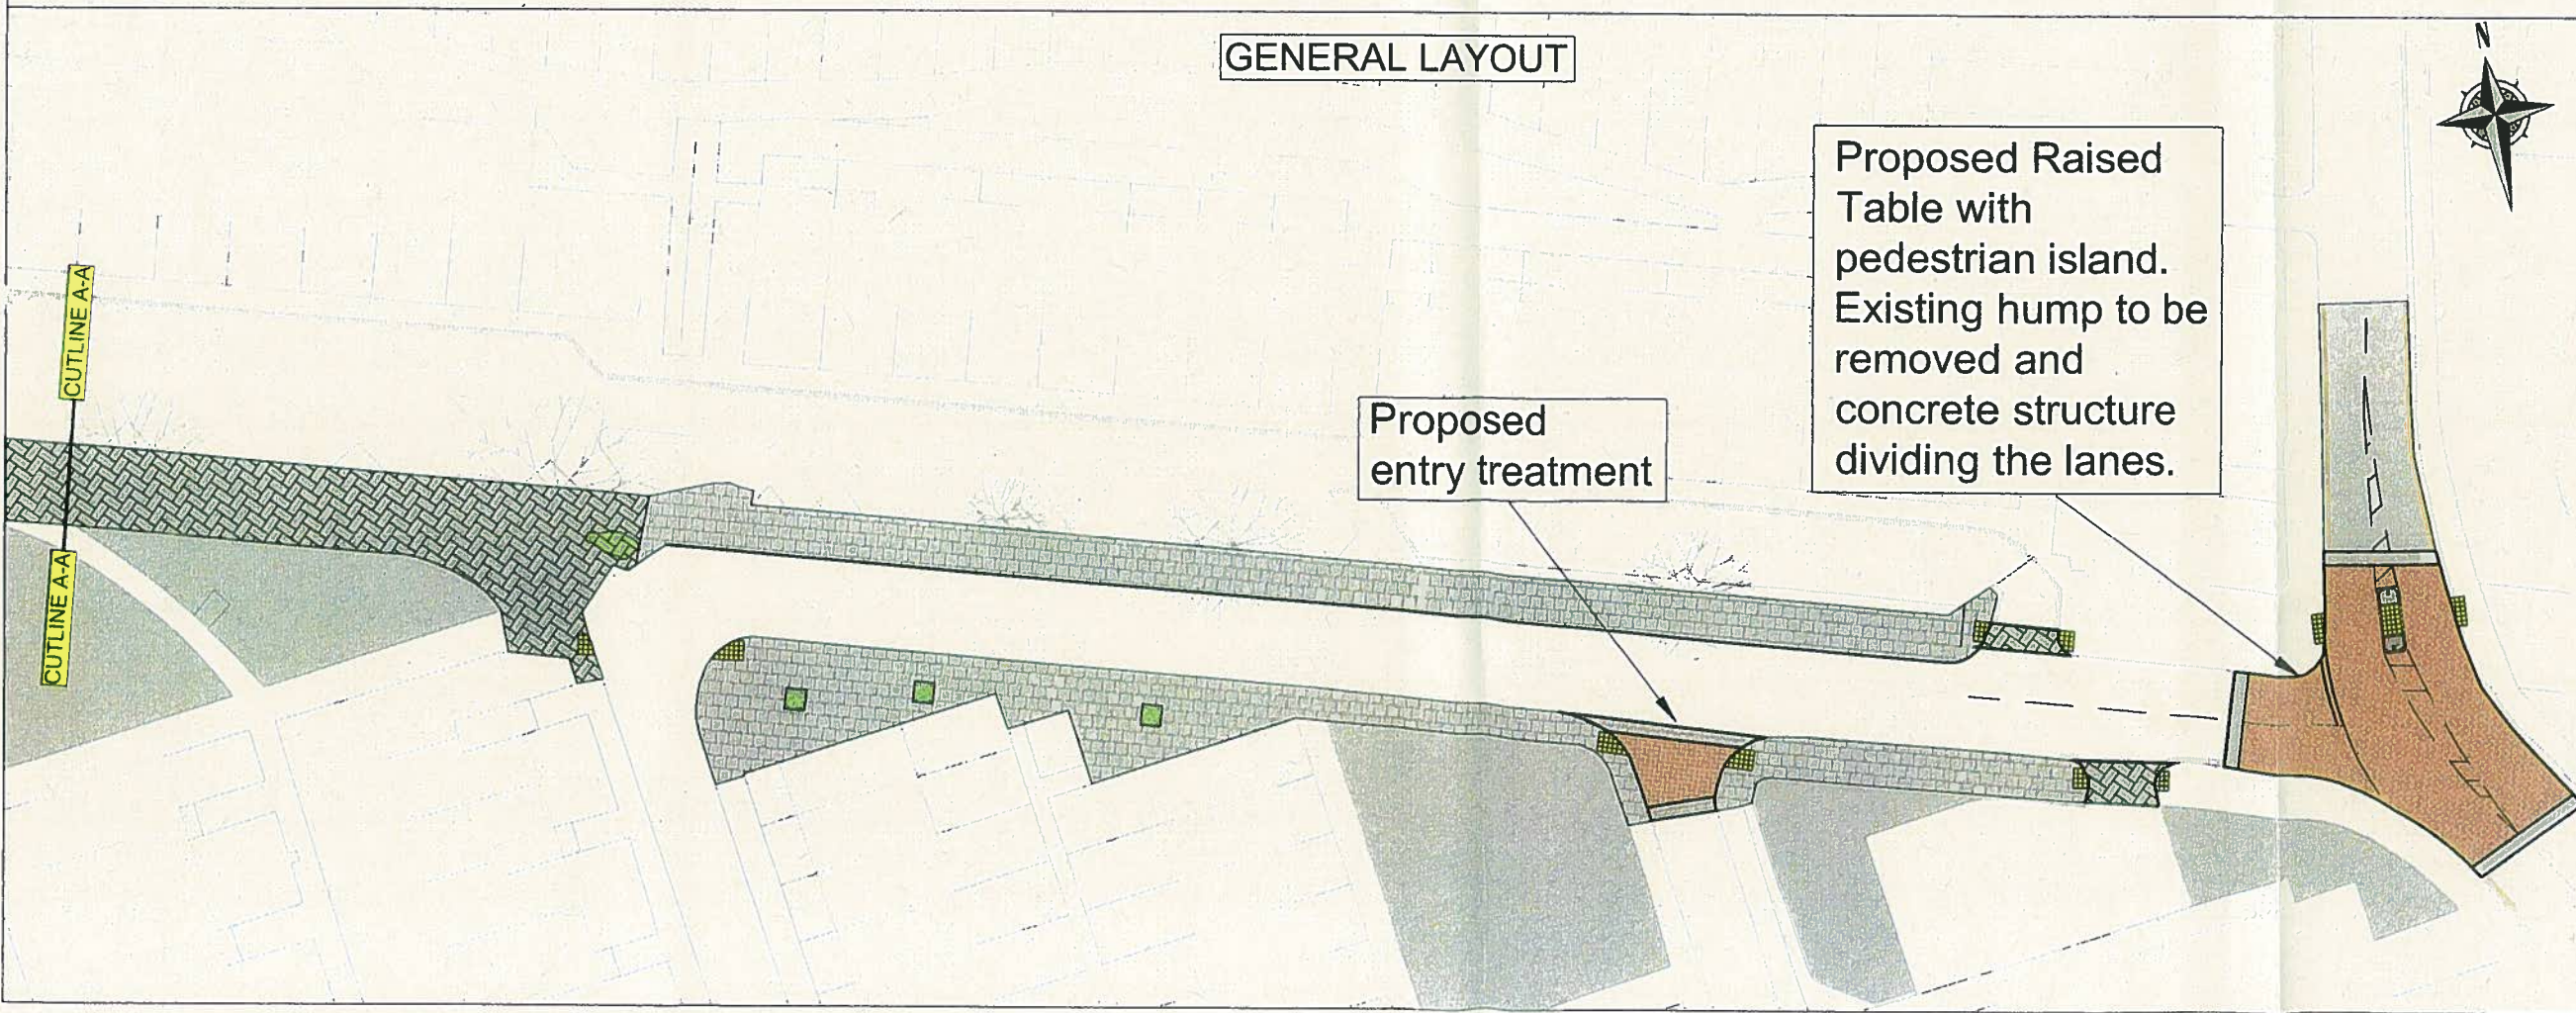 GENERAL LAYOUT
N
Proposed Raised
Table with
pedestrian island.
Existing hump to be
removed and
concrete structure
dividing the lanes.
CUTLINE A-A
Proposed
entry treatment
CUTLINE A-A